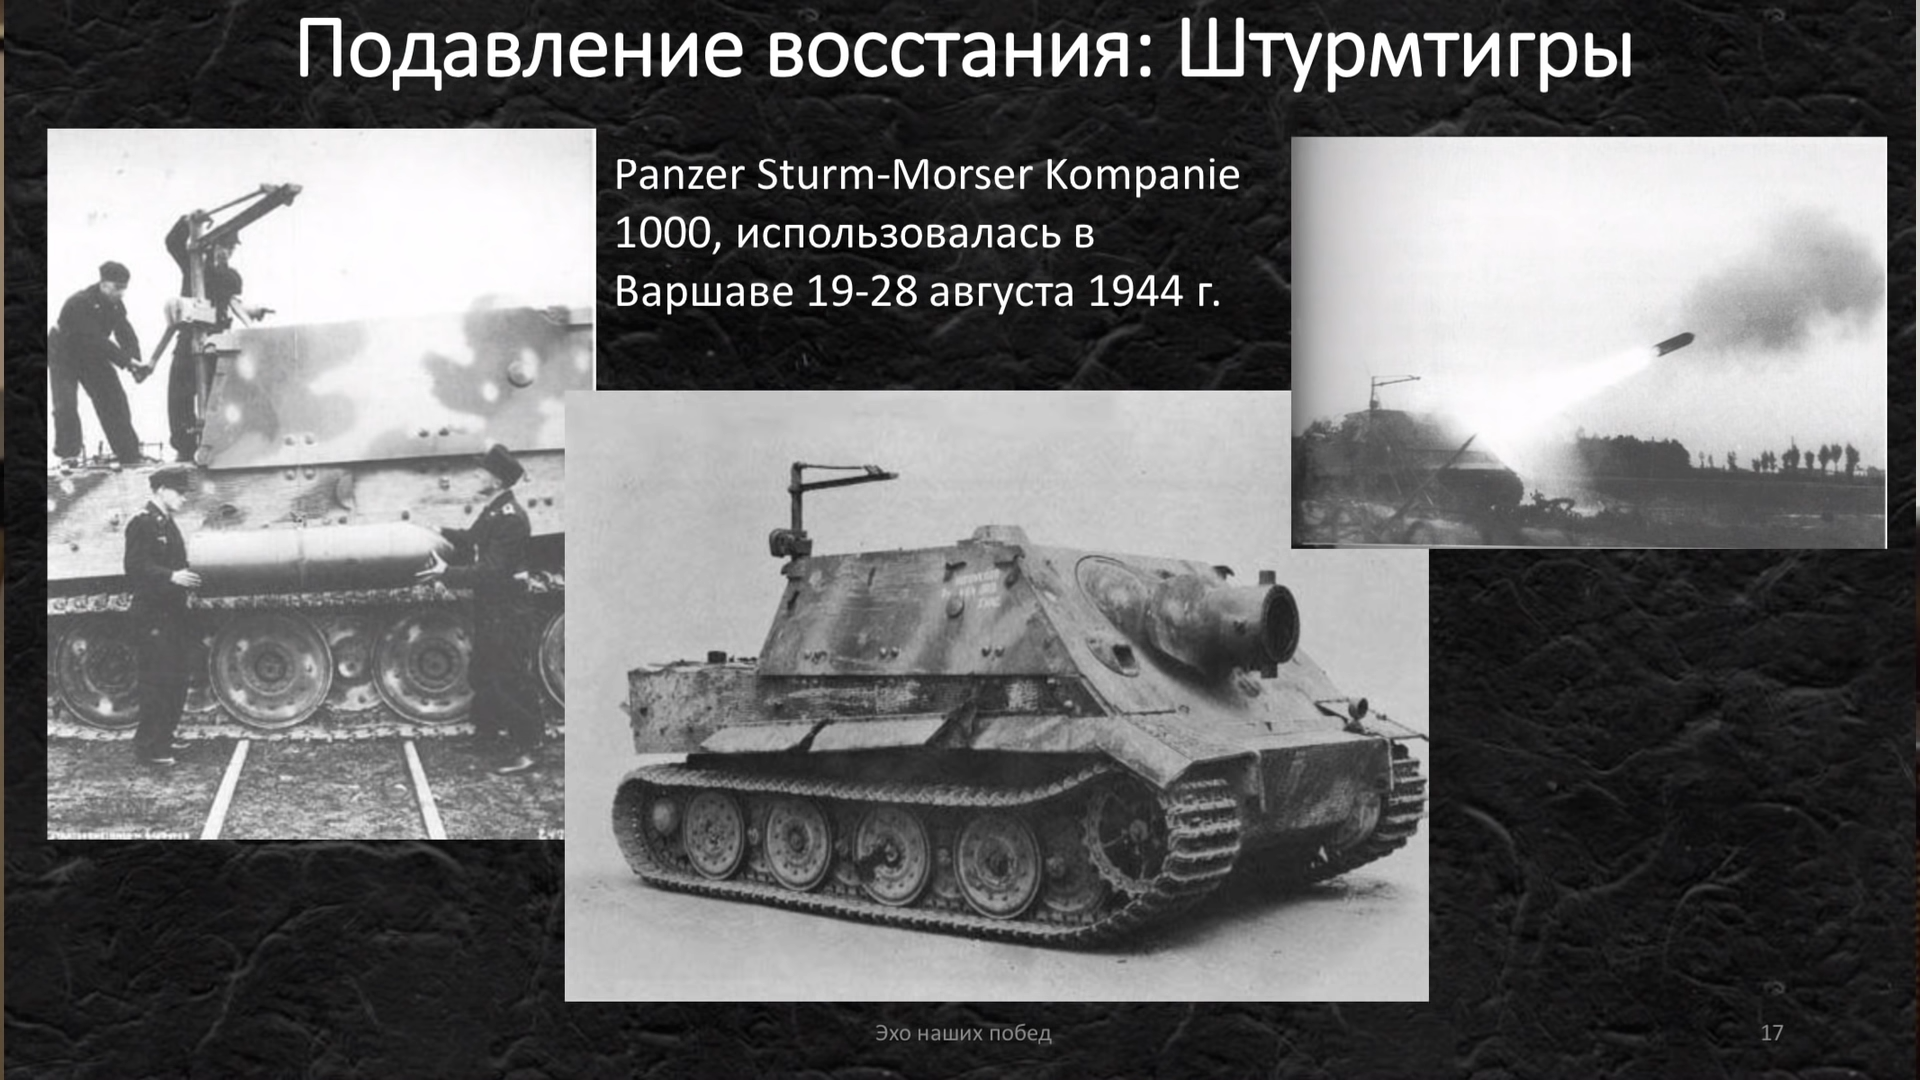 Подавление восстания: Штурмтигры
Panzer Sturm-Morser Kompanie
1000, использовалась в
Варшаве 19-28 августа 1944 г.
Эхо наших побед
17